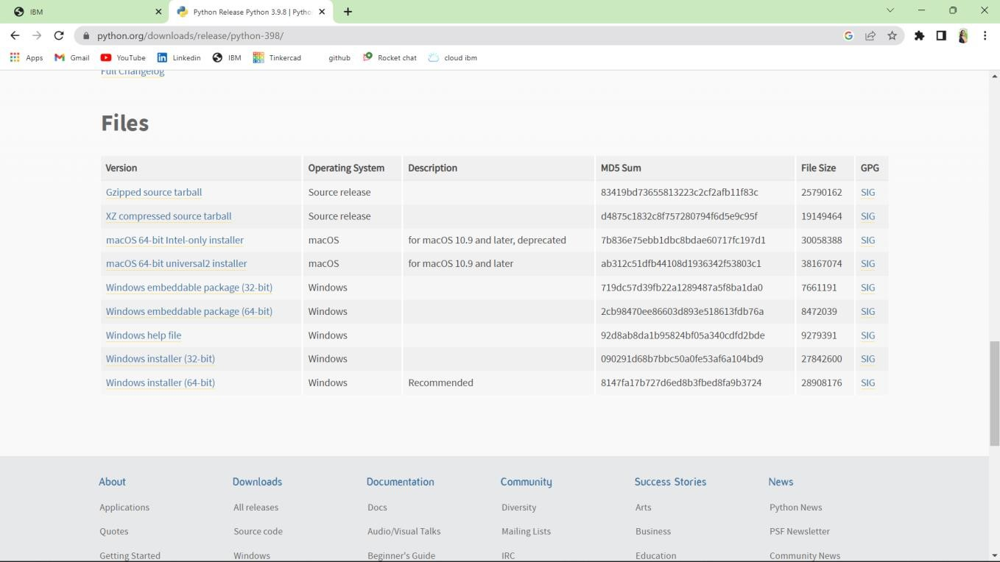 IBM
Python Release Python 3.9.8 | Pytho
python.org/downloads/release/python-398/
Apps Gmail YouTube Linkedin IBM Tinkercad github Rocket chat cloud ibm
Full Changelog
Files
Version Operating System Description MD5 Sum File Size GPG
Gzipped source tarball Source release 83419bd73655813223c2cf2afb11f83c 25790162 SIG
XZ compressed source tarball Source release d4875c1832c8f757280794f6d5e9c95f 19149464 SIG
macOS 64-bit Intel-only installer macOS for macOS 10.9 and later, deprecated 7b836e75ebb1dbc8bdae60717fc197d1 30058388 SIG
macOS 64-bit universal2 installer macOS for macOS 10.9 and later ab312c51dfb44108d1936342f53803c1 38167074 SIG
Windows embeddable package (32-bit) Windows 719dc57d39fb22a1289487a5f8ba1da0 7661191 SIG
Windows embeddable package (64-bit) Windows 2cb98470ee86603d893e518613fdb76a 8472039 SIG
Windows help file Windows 92d8ab8da1b95824bf05a340cdfd2bde 9279391 SIG
Windows installer (32-bit) Windows 090291d68b7bbc50a0fe53af6a104bd9 27842600 SIG
Windows installer (64-bit) Windows Recommended 8147fa17b727d6ed8b3fbed8fa9b3724 28908176 SIG
About Downloads Documentation Community Success Stories News
Applications All releases Docs Diversity Arts Python News
Quotes Source code Audio/Visual Talks Mailing Lists Business PSF Newsletter
Getting Started Windows Beginner's Guide IRC Education Community News